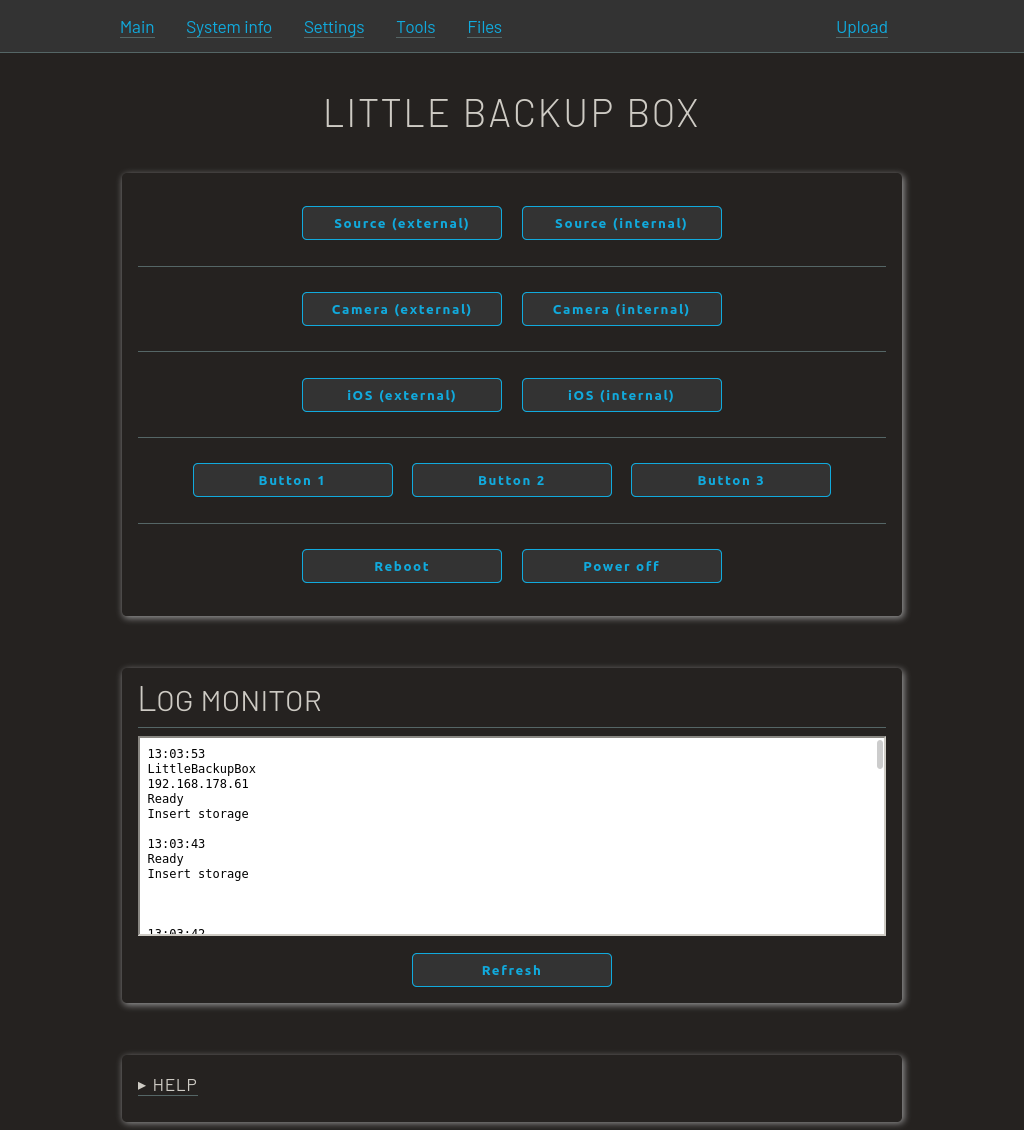 Main System info Settings Tools Files Upload
LITTLE BACKUP BOX
Source (external) Source (internal)
Camera (external) Camera (internal)
iOS (external) iOS (internal)
Button 1 Button 2 Button 3
Reboot Power off
LOG MONITOR
13:03:53
LittleBackupBox
192.168.178.61
Ready
Insert storage
13:03:43
Ready
Insert storage
13:03:42
Refresh
▸ HELP